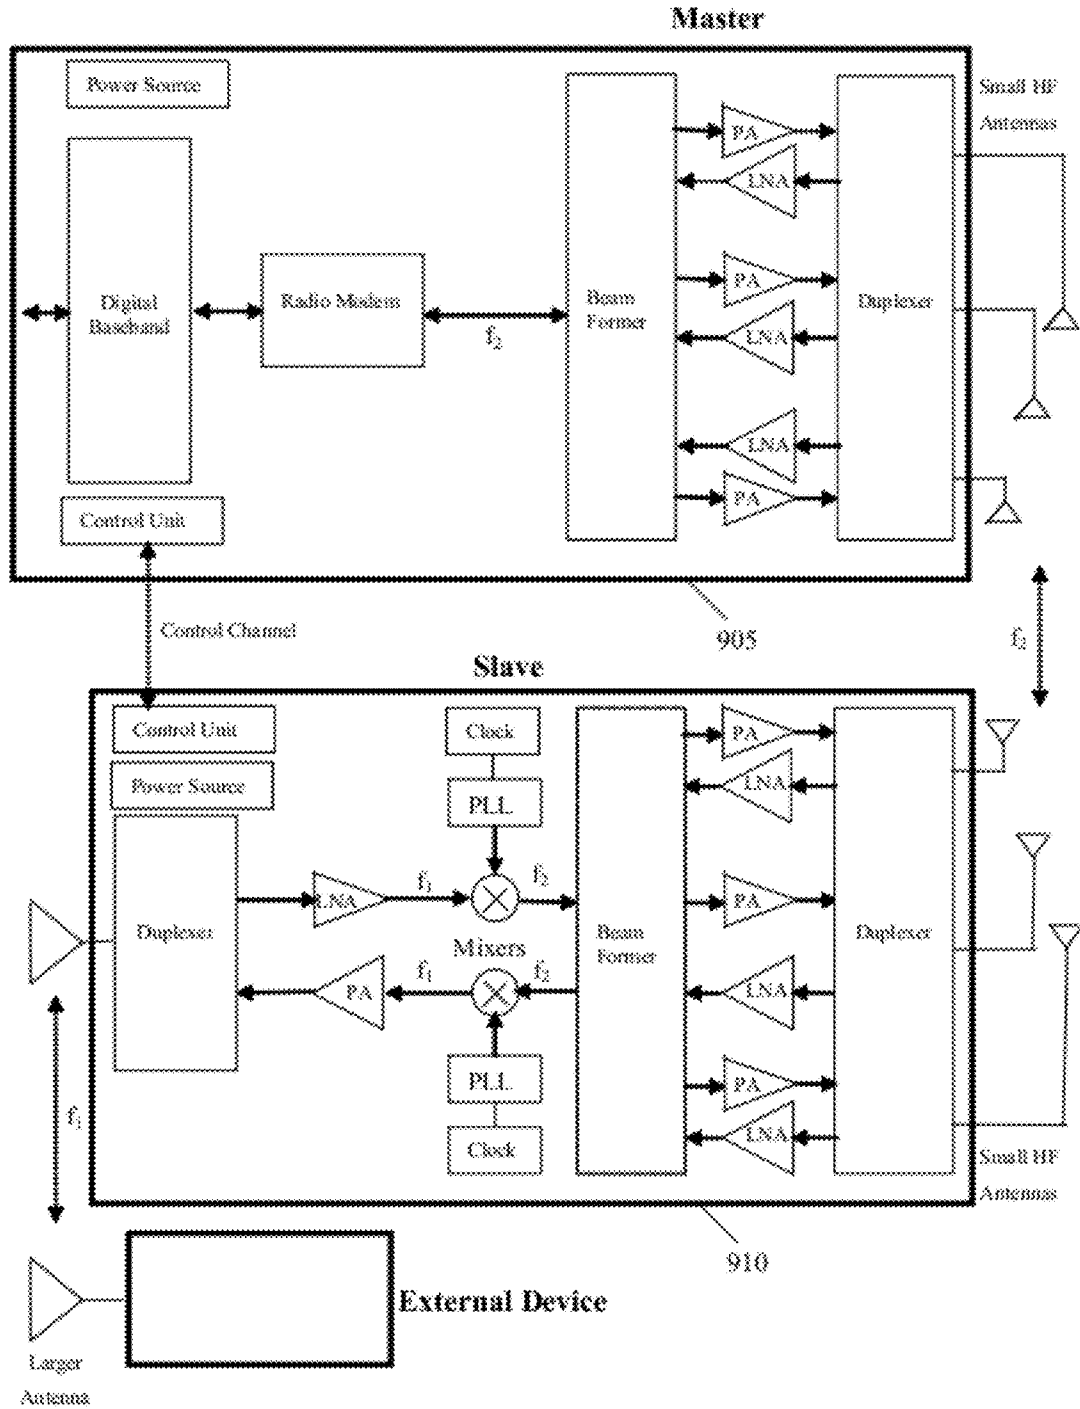 Master
Power Source
Small HF
Antennas
PA
LNA
Digital
Baseband
Radio Modem
f2
Beam
Former
PA
LNA
Duplexer
LNA
PA
Control Unit
Control Channel
905
f2
Slave
Control Unit
Power Source
Clock
PLL
PA
LNA
Duplexer
LNA
f1
f2
Mixers
PA
f1
f2
Beam
Former
PA
LNA
Duplexer
PLL
Clock
PA
LNA
Small HF
Antennas
f1
910
External Device
Larger
Antenna